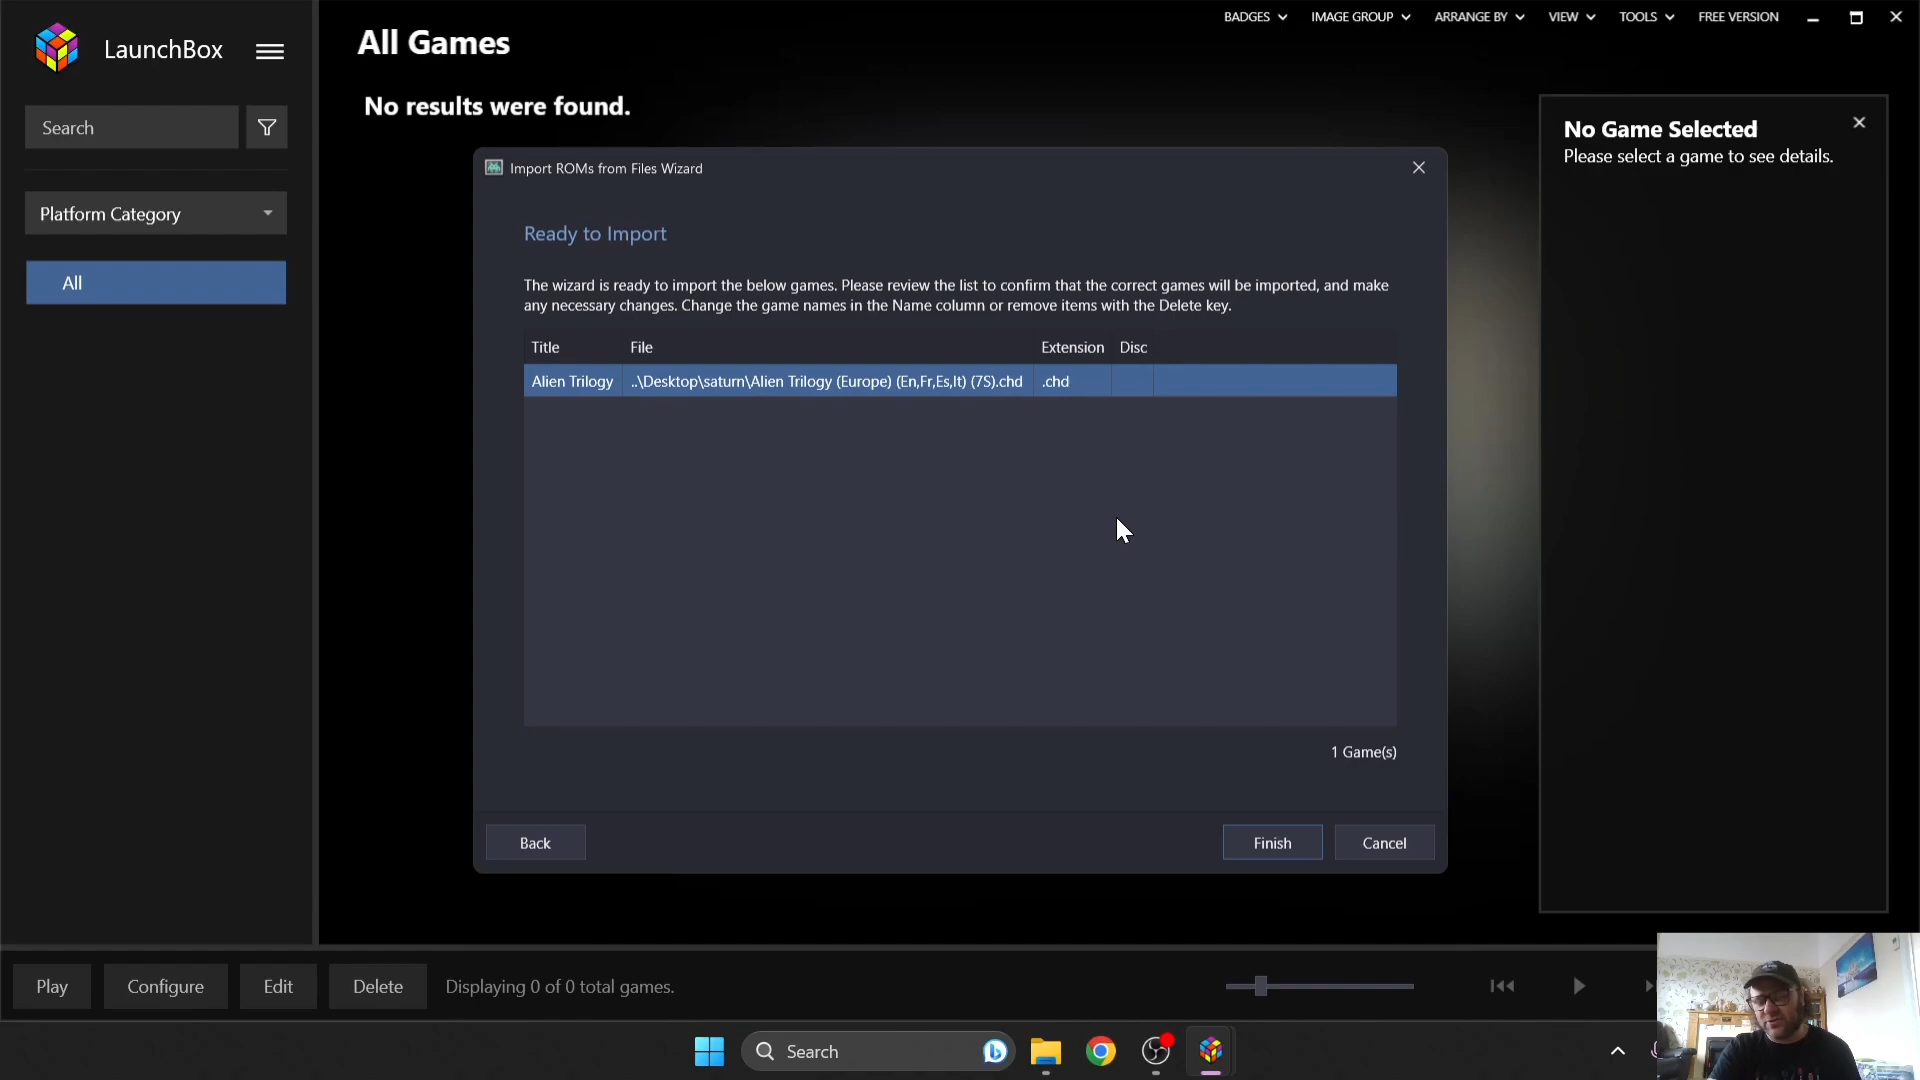 LaunchBox
Search
Platform Category
All
All Games
No results were found.
BADGES
IMAGE GROUP
ARRANGE BY
VIEW
TOOLS
FREE VERSION
No Game Selected
Please select a game to see details.
Import ROMs from Files Wizard
Ready to Import
The wizard is ready to import the below games. Please review the list to confirm that the correct games will be imported, and make
any necessary changes. Change the game names in the Name column or remove items with the Delete key.
Title File Extension Disc
Alien Trilogy ..\Desktop\saturn\Alien Trilogy (Europe) (En,Fr,Es,It) (7S).chd .chd
1 Game(s)
Back
Finish
Cancel
Play
Configure
Edit
Delete
Displaying 0 of 0 total games.
Search